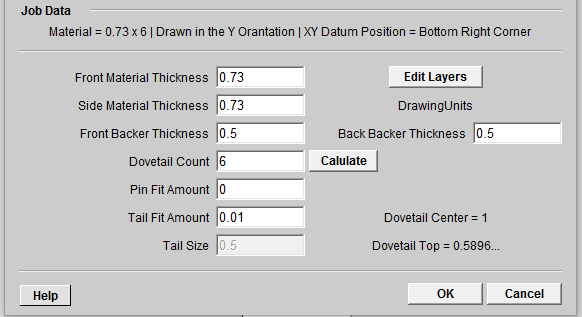 Job Data
Material = 0.73 x 6 | Drawn in the Y Orantation | XY Datum Position = Bottom Right Corner
Front Material Thickness 0.73 Edit Layers
Side Material Thickness 0.73 DrawingUnits
Front Backer Thickness 0.5 Back Backer Thickness 0.5
Dovetail Count 6 Calulate
Pin Fit Amount 0
Tail Fit Amount 0.01 Dovetail Center = 1
Tail Size 0.5 Dovetail Top = 0.5896...
Help OK Cancel